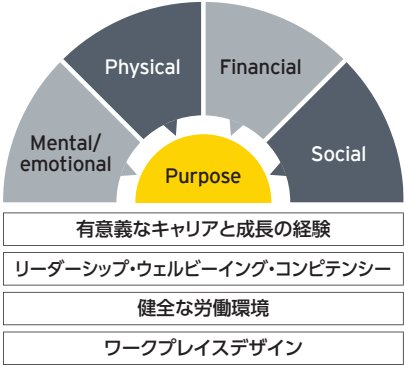 Physical
Financial
Mental/
emotional
Social
Purpose
有意義なキャリアと成長の経験
リーダーシップ・ウェルビーイング・コンピテンシー
健全な労働環境
ワークプレイスデザイン